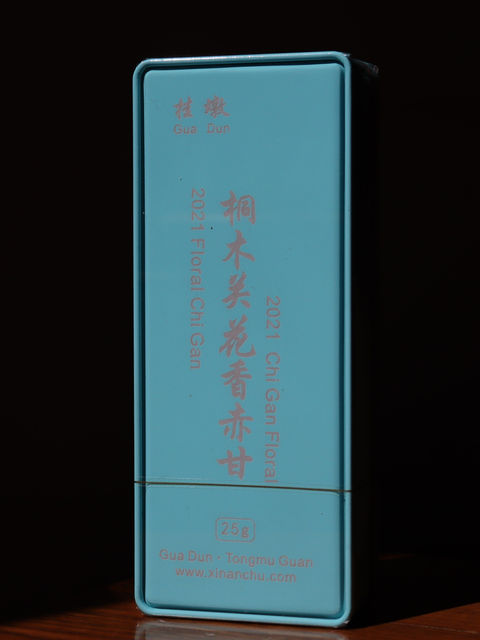 挂墩
Gua Dun
2021 Floral Chi Gan
桐木关花香赤甘
2021 Chi Gan Floral
25g
Gua Dun · Tongmu Guan
www.xinanchu.com